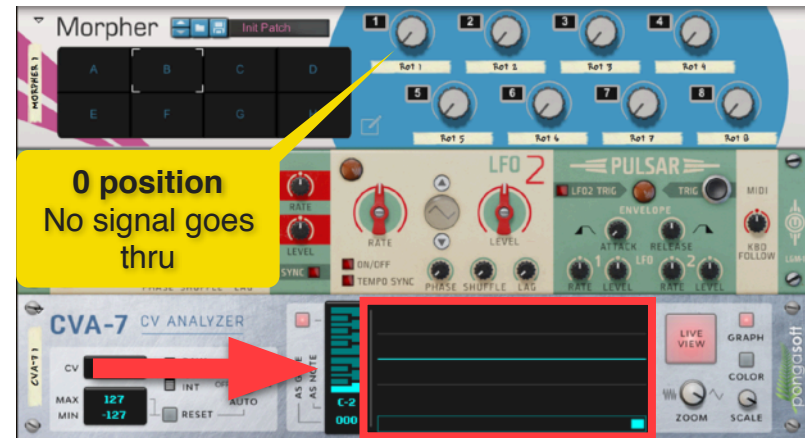 Morpher Init Patch
1 2 3 4
Rot 1 Rot 2 Rot 3 Rot 4
MORPHER 1
A B C D
E F G
5 6 7 8
Rot 5 Rot 6 Rot 7 Rot 8
0 position
No signal goes
thru
RATE
LEVEL
SYNC
LFO 2
RATE LEVEL
ON/OFF
TEMPO SYNC
PHASE SHUFFLE LAG
PULSAR
LFO2 TRIG TRIG
ENVELOPE
ATTACK RELEASE
1 LFO 2
RATE LEVEL RATE LEVEL
MIDI
KBD
FOLLOW
PHASE SHUFFLE LAG
CVA-7 CV ANALYZER
CVA-7 1
CV
INT
AUTO
MAX 127
MIN -127
RESET
AS GATE
AS NOTE
C-2
000
LIVE
VIEW
GRAPH
COLOR
ZOOM SCALE
pongasoft